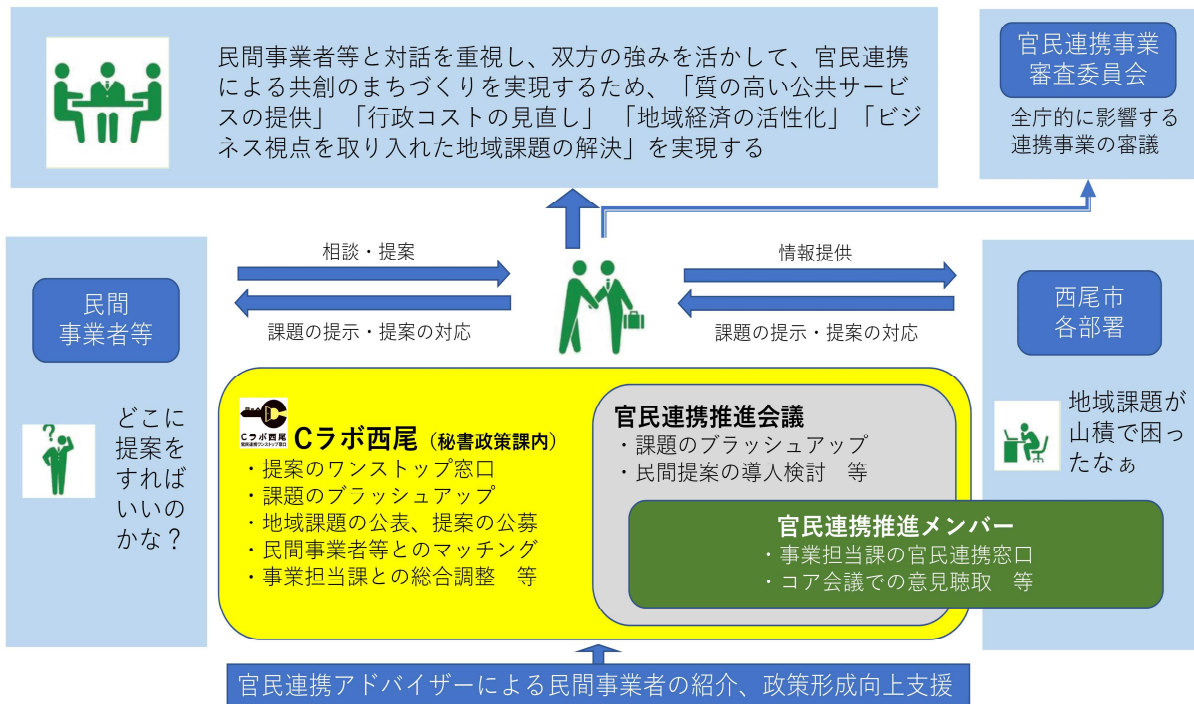 民間事業者等と対話を重視し、双方の強みを活かして、官民連携
による共創のまちづくりを実現するため、「質の高い公共サービ
スの提供」「行政コストの見直し」「地域経済の活性化」「ビジ
ネス視点を取り入れた地域課題の解決」を実現する
官民連携事業
審査委員会
全庁的に影響する
連携事業の審議
相談・提案
情報提供
課題の提示・提案の対応
課題の提示・提案の対応
民間
事業者等
西尾市
各部署
?
どこに
提案を
すれば
いいの
かな？
地域課題が
山積で困っ
たなぁ
Cラボ西尾
官民連携ワンストップ窓口
Cラボ西尾（秘書政策課内）
・提案のワンストップ窓口
・課題のブラッシュアップ
・地域課題の公表、提案の公募
・民間事業者等とのマッチング
・事業担当課との総合調整　等
官民連携推進会議
・課題のブラッシュアップ
・民間提案の導入検討　等
官民連携推進メンバー
・事業担当課の官民連携窓口
・コア会議での意見聴取　等
官民連携アドバイザーによる民間事業者の紹介、政策形成向上支援